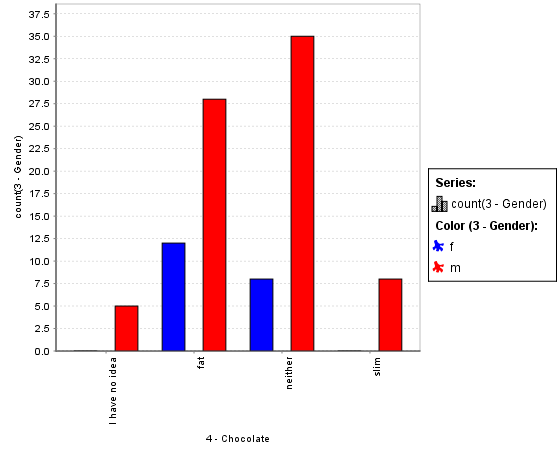 37.5
35.0
32.5
30.0
27.5
25.0
22.5
20.0
17.5
15.0
12.5
10.0
7.5
5.0
2.5
0.0
count(3 - Gender)
I have no idea
fat
neither
slim
4 - Chocolate
Series:
count(3 - Gender)
Color (3 - Gender):
f
m